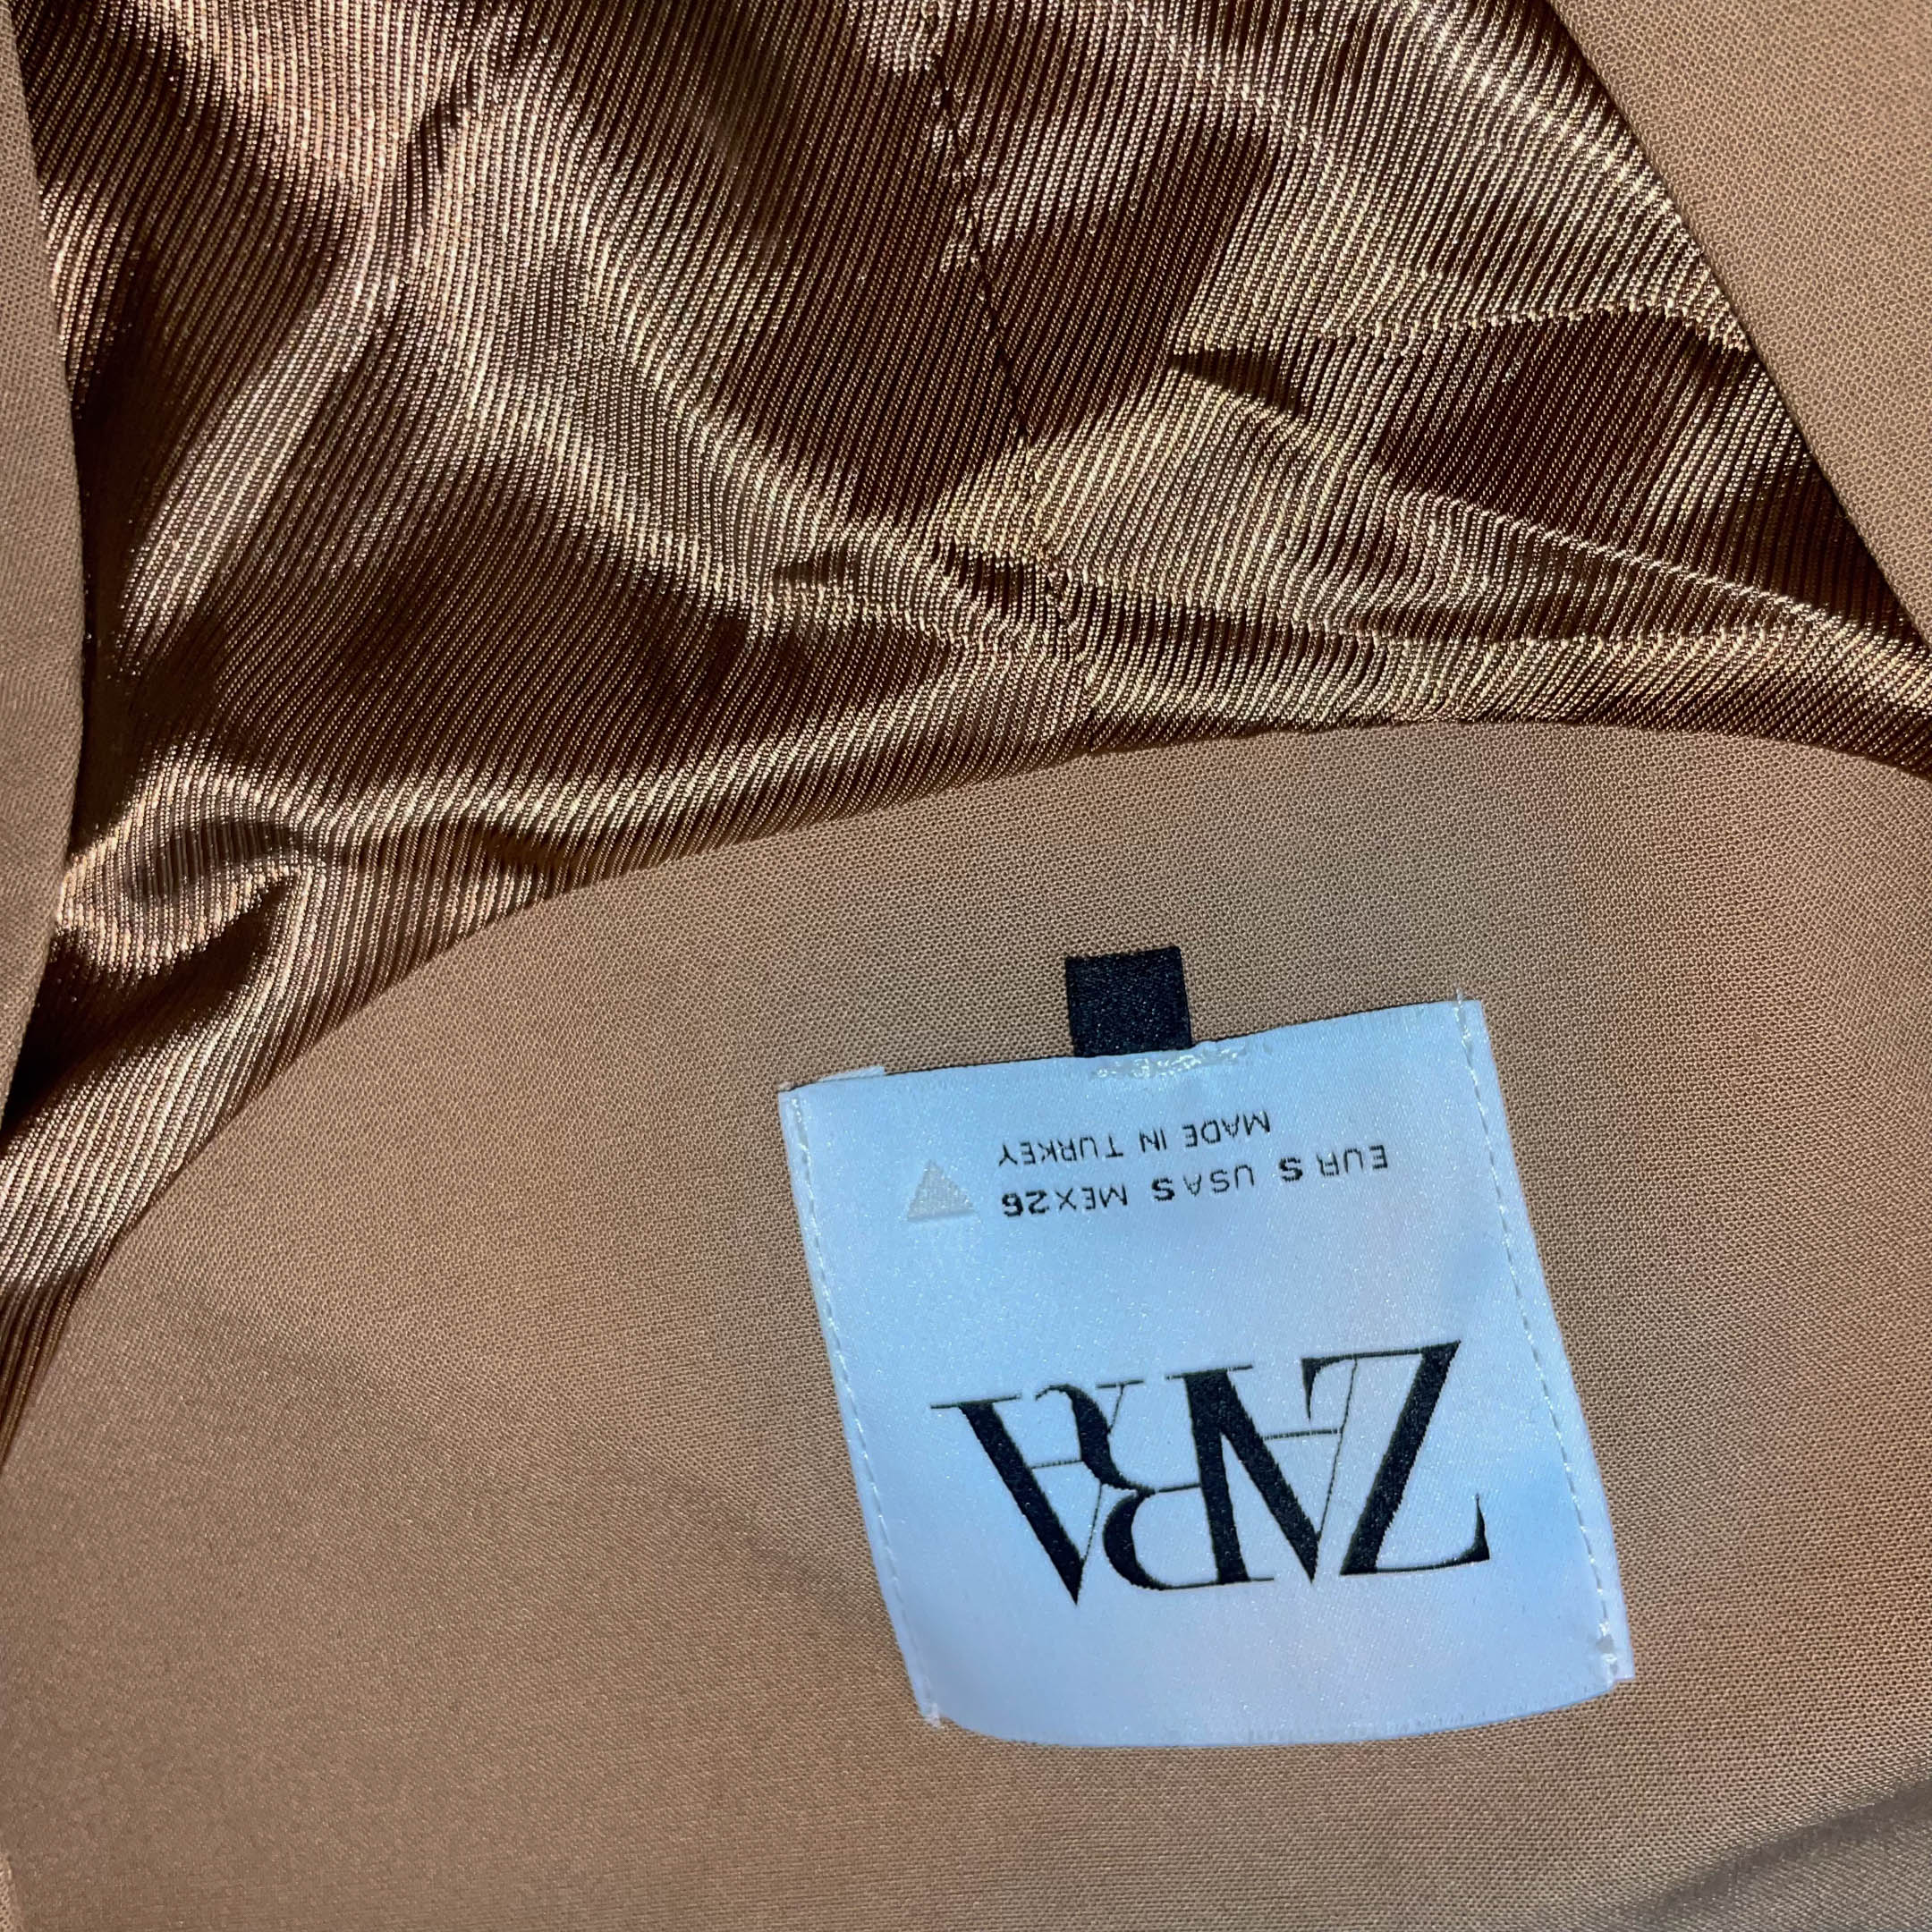 ZARA
EUR S USA S MEX 26
MADE IN TURKEY